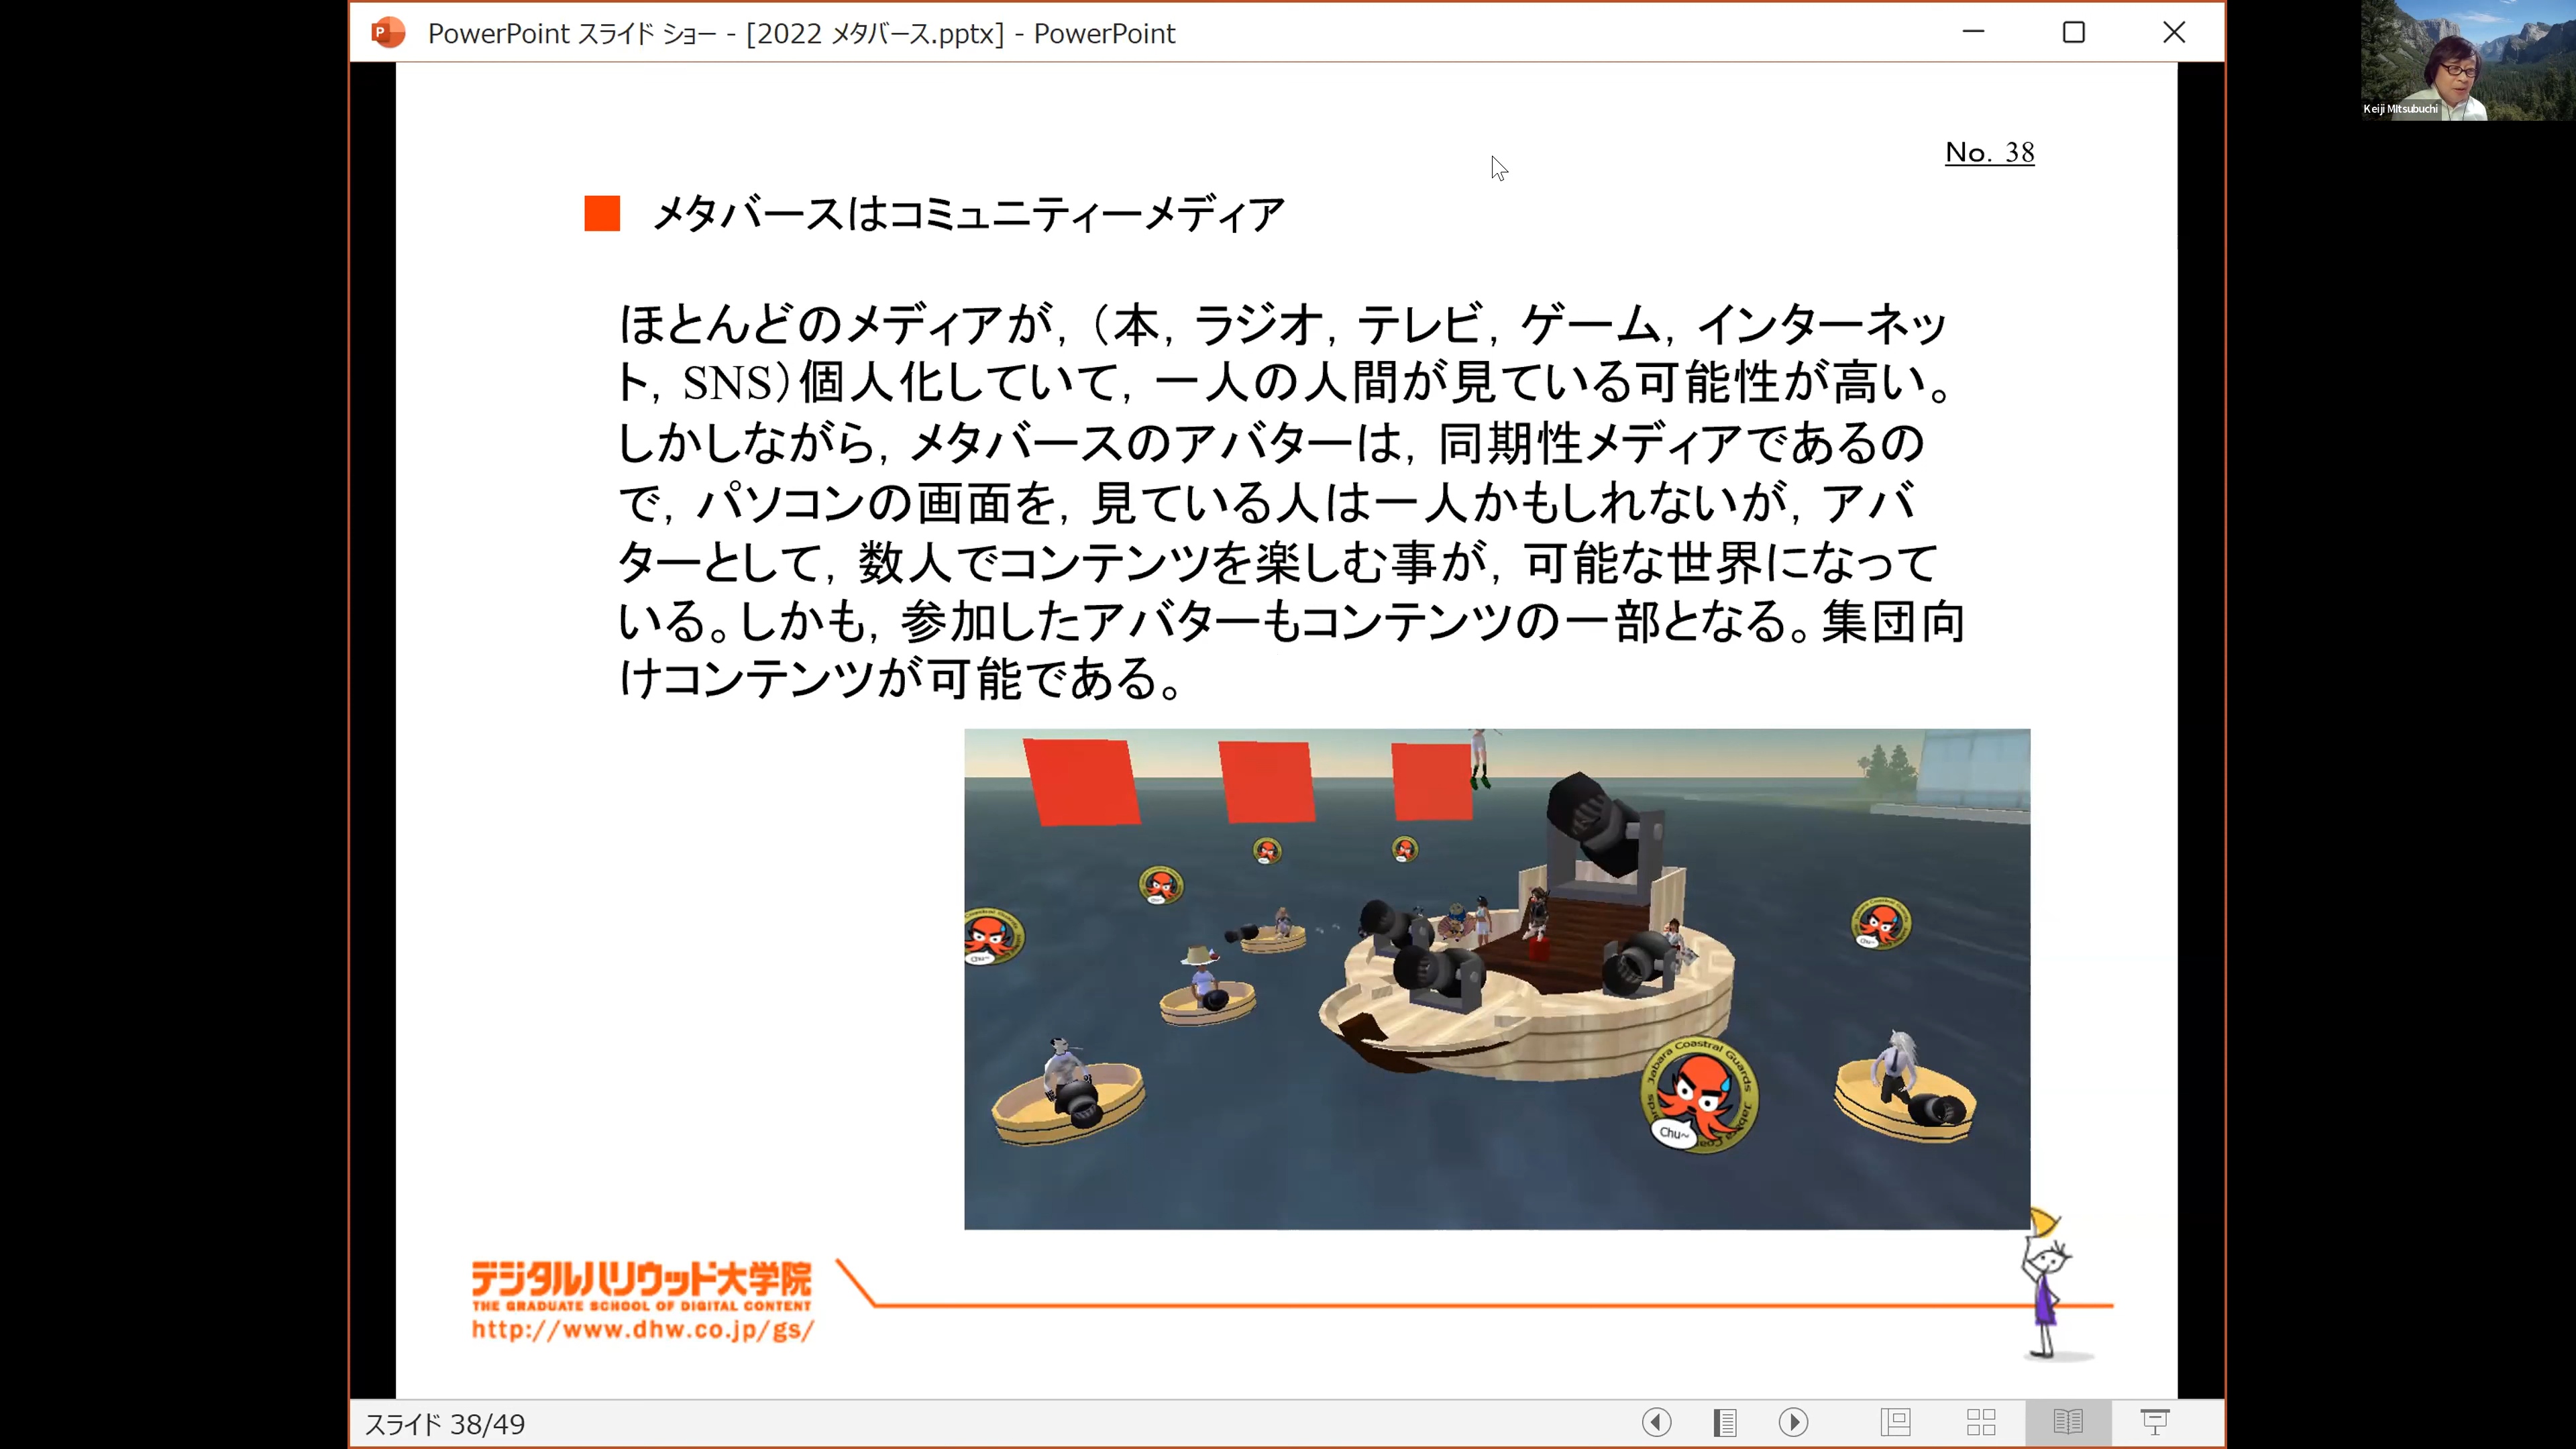 PowerPoint スライド ショー - [2022 メタバース.pptx] - PowerPoint
Keiji MItsubuchi
No. 38
メタバースはコミュニティーメディア
ほとんどのメディアが，（本，ラジオ，テレビ，ゲーム，インターネッ
ト，SNS）個人化していて，一人の人間が見ている可能性が高い。
しかしながら，メタバースのアバターは，同期性メディアであるの
で，パソコンの画面を，見ている人は一人かもしれないが，アバ
ターとして，数人でコンテンツを楽しむ事が，可能な世界になって
いる。しかも，参加したアバターもコンテンツの一部となる。集団向
けコンテンツが可能である。
Jabara Coastral Guards
Chu~
デジタルハリウッド大学院
THE GRADUATE SCHOOL OF DIGITAL CONTENT
http://www.dhw.co.jp/gs/
スライド 38/49